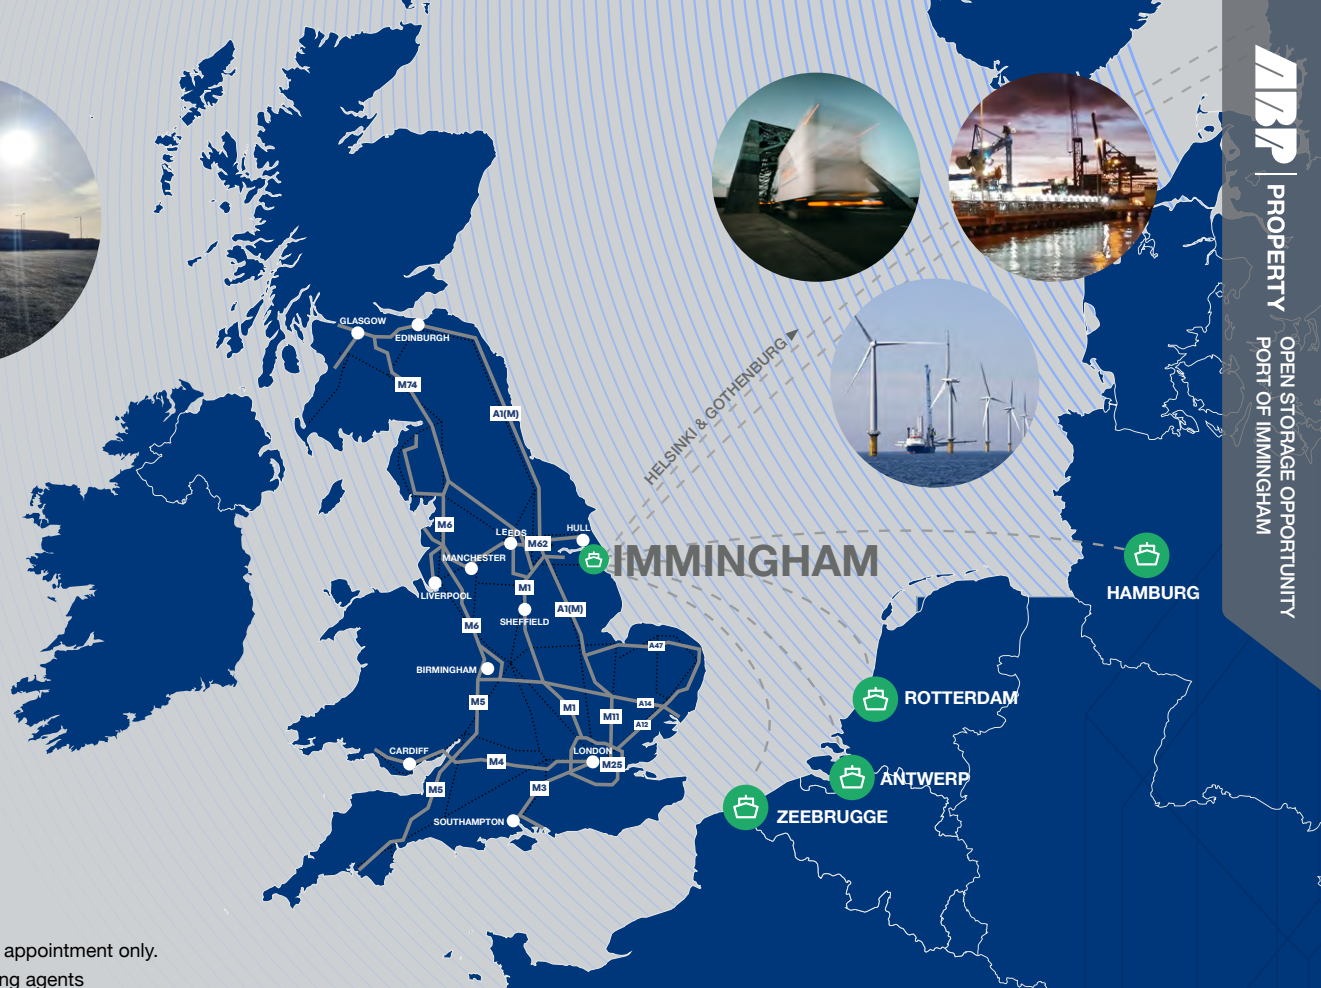 GLASGOW
EDINBURGH
M74
A1(M)
HELSINKI & GOTHENBURG
M6
LEEDS
M62
HULL
MANCHESTER
IMMINGHAM
LIVERPOOL
M1
A1(M)
SHEFFIELD
M6
A47
BIRMINGHAM
M5
M1
M11
A14
A12
CARDIFF
M4
LONDON
M25
M5
M3
SOUTHAMPTON
HAMBURG
ROTTERDAM
ANTWERP
ZEEBRUGGE
ABP
PROPERTY
OPEN STORAGE OPPORTUNITY
PORT OF IMMINGHAM
appointment only.
ng agents